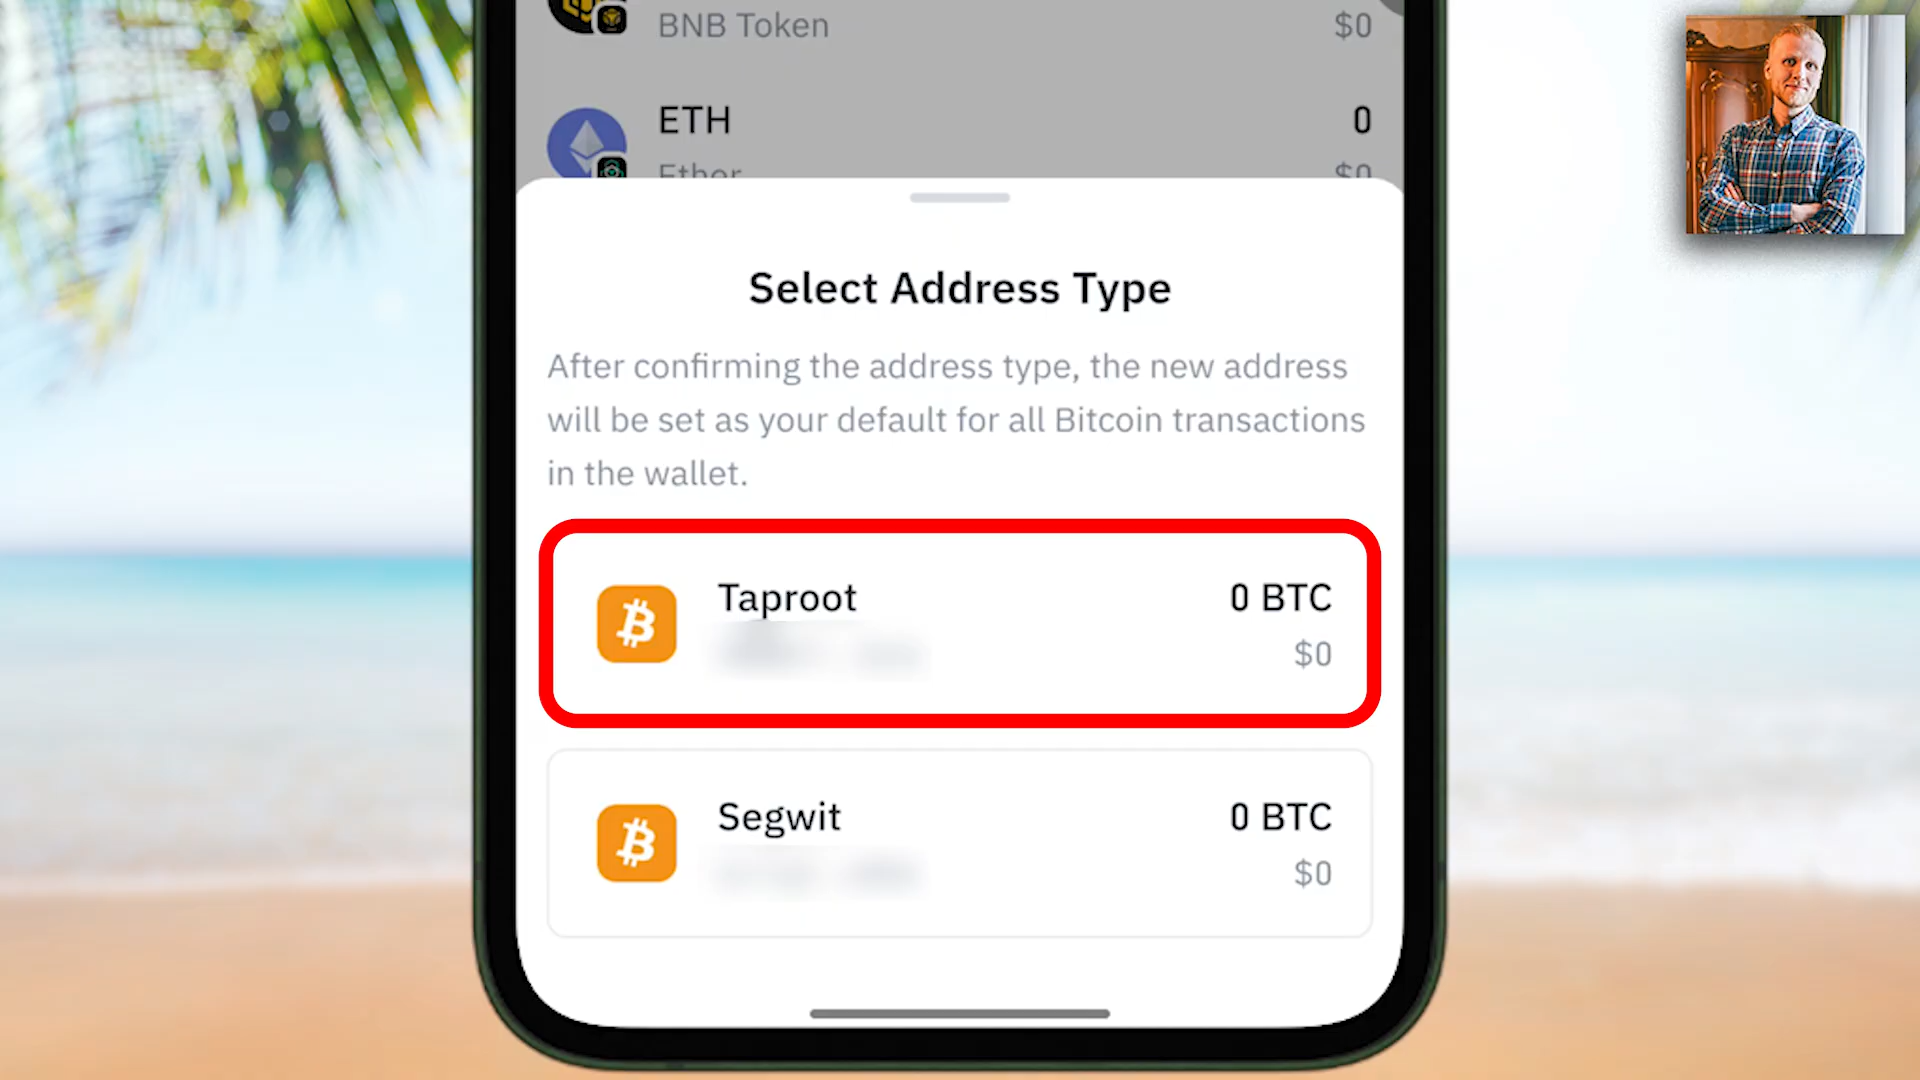 BNB Token $0
ETH 0
Ether $0
Select Address Type
After confirming the address type, the new address
will be set as your default for all Bitcoin transactions
in the wallet.
Taproot 0 BTC
$0
Segwit 0 BTC
$0